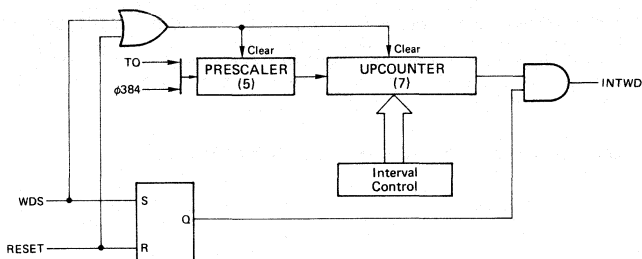 Clear
Clear
TO
PRESCALER
(5)
UPCOUNTER
(7)
φ384
INTWD
Interval
Control
WDS
S
Q
RESET
R